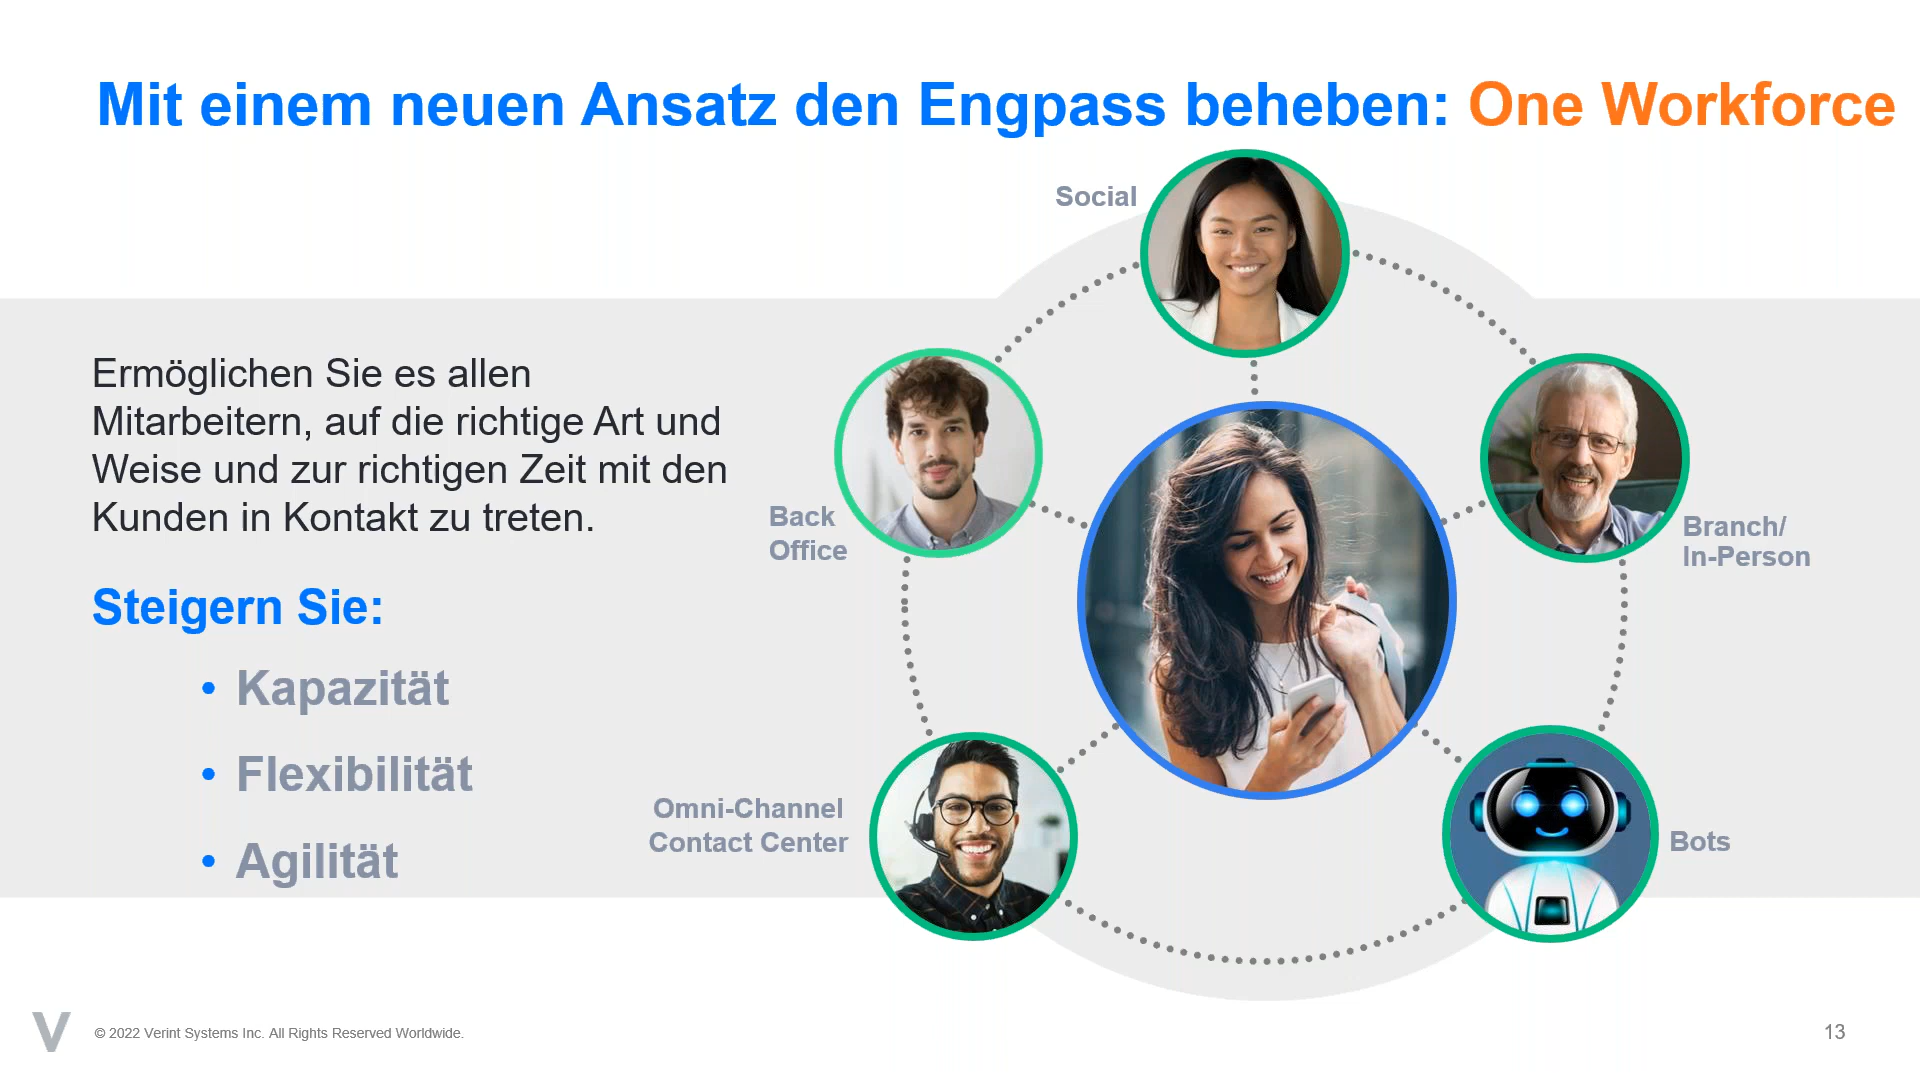 Mit einem neuen Ansatz den Engpass beheben: One Workforce
Social
Ermöglichen Sie es allen
Mitarbeitern, auf die richtige Art und
Weise und zur richtigen Zeit mit den
Kunden in Kontakt zu treten.
Back
Office
Branch/
In-Person
Steigern Sie:
• Kapazität
• Flexibilität
• Agilität
Omni-Channel
Contact Center
Bots
V © 2022 Verint Systems Inc. All Rights Reserved Worldwide.
13